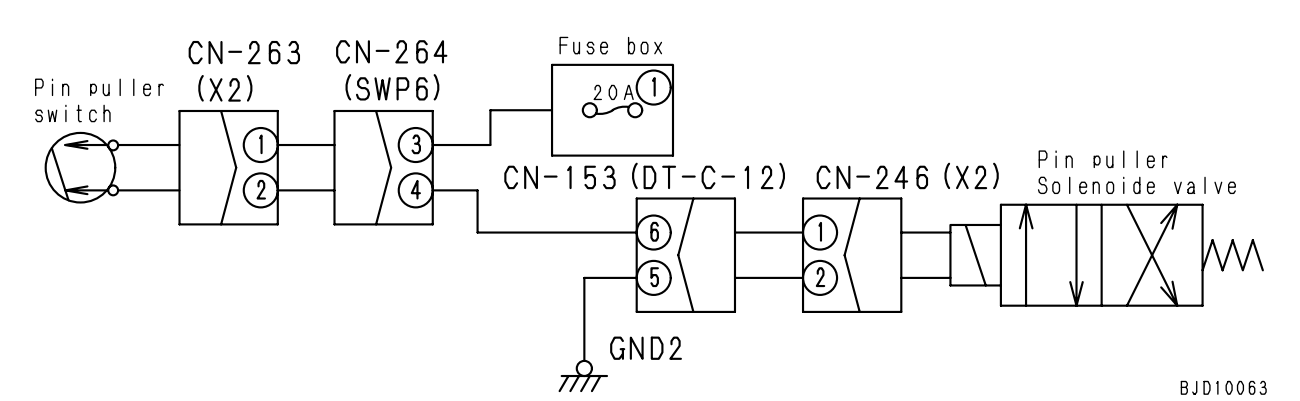 Fuse box
CN-263
(X2)
CN-264
(SWP6)
20A
1
Pin puller
switch
1
2
3
4
CN-153 (DT-C-12)
CN-246 (X2)
Pin puller
Solenoide valve
6
5
1
2
GND2
BJD10063